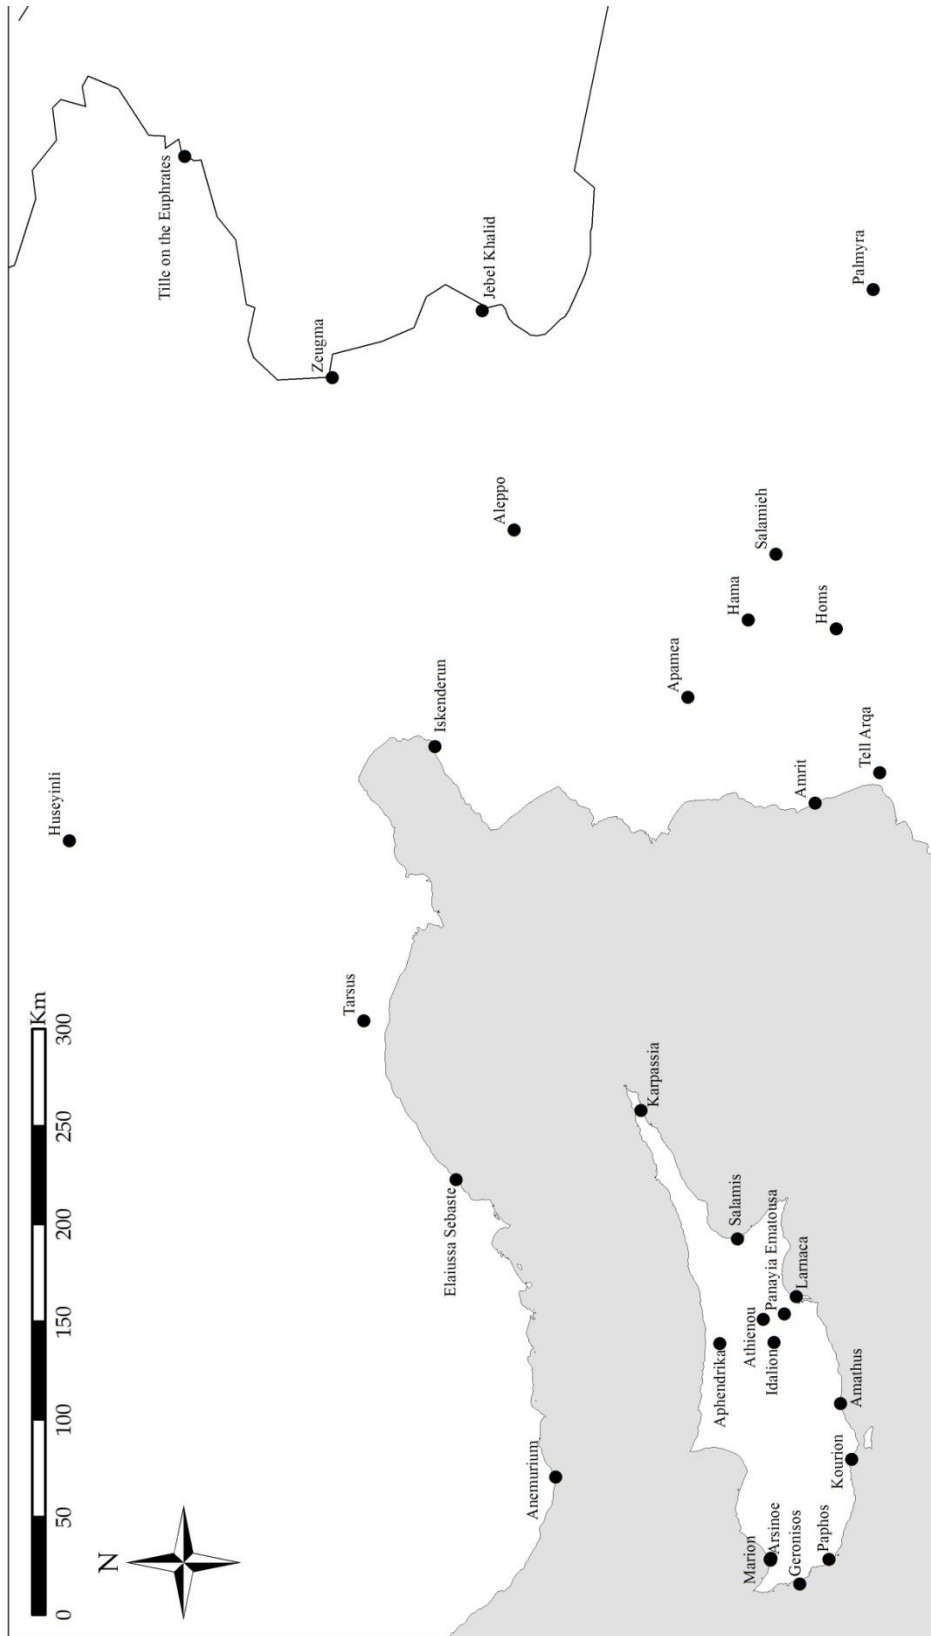 N
0 50 100 150 200 250 300 Km
Huseyinli
Tille on the Euphrates
Zeugma
Tarsus
Iskenderun
Elaiussa Sebaste
Jebel Khalid
Aleppo
Anemurium
Karpassia
Apamea
Aphendrika
Salamis
Hama
Athienou
Panayia Ematousa
Idalion
Salamieh
Marion
Arsinoe
Larnaca
Geronisos
Amrit
Paphos
Homs
Amathus
Kourion
Palmyra
Tell Arqa